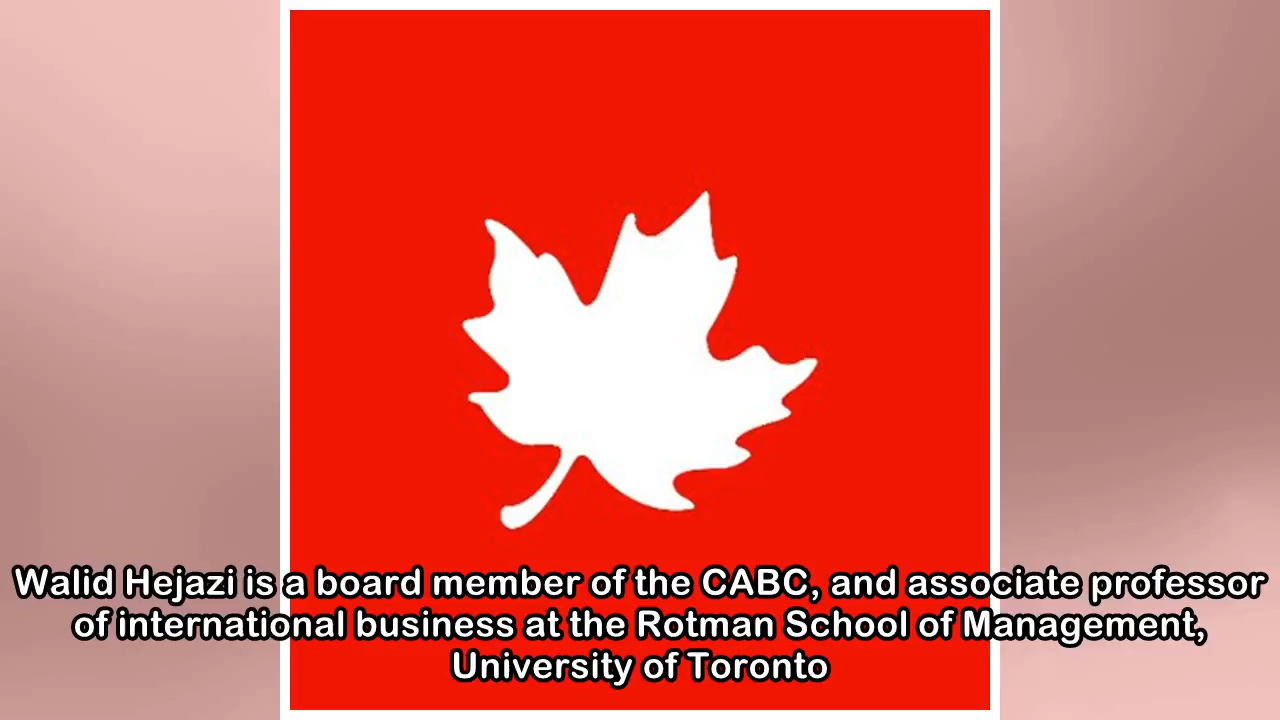 Walid Hejazi is a board member of the CABC, and associate professor
of international business at the Rotman School of Management,
University of Toronto